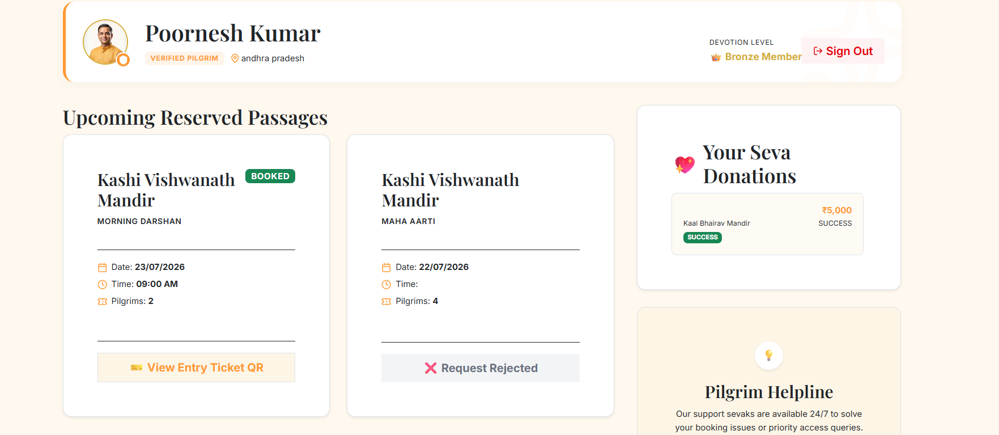 Poornesh Kumar
VERIFIED PILGRIM
andhra pradesh
DEVOTION LEVEL
Bronze Member
Sign Out
Upcoming Reserved Passages
Kashi Vishwanath
Mandir
BOOKED
MORNING DARSHAN
Date: 23/07/2026
Time: 09:00 AM
Pilgrims: 2
View Entry Ticket QR
Kashi Vishwanath
Mandir
MAHA AARTI
Date: 22/07/2026
Time:
Pilgrims: 4
Request Rejected
Your Seva
Donations
₹5,000
Kaal Bhairav Mandir
SUCCESS
SUCCESS
Pilgrim Helpline
Our support sevaks are available 24/7 to solve
your booking issues or priority access queries.